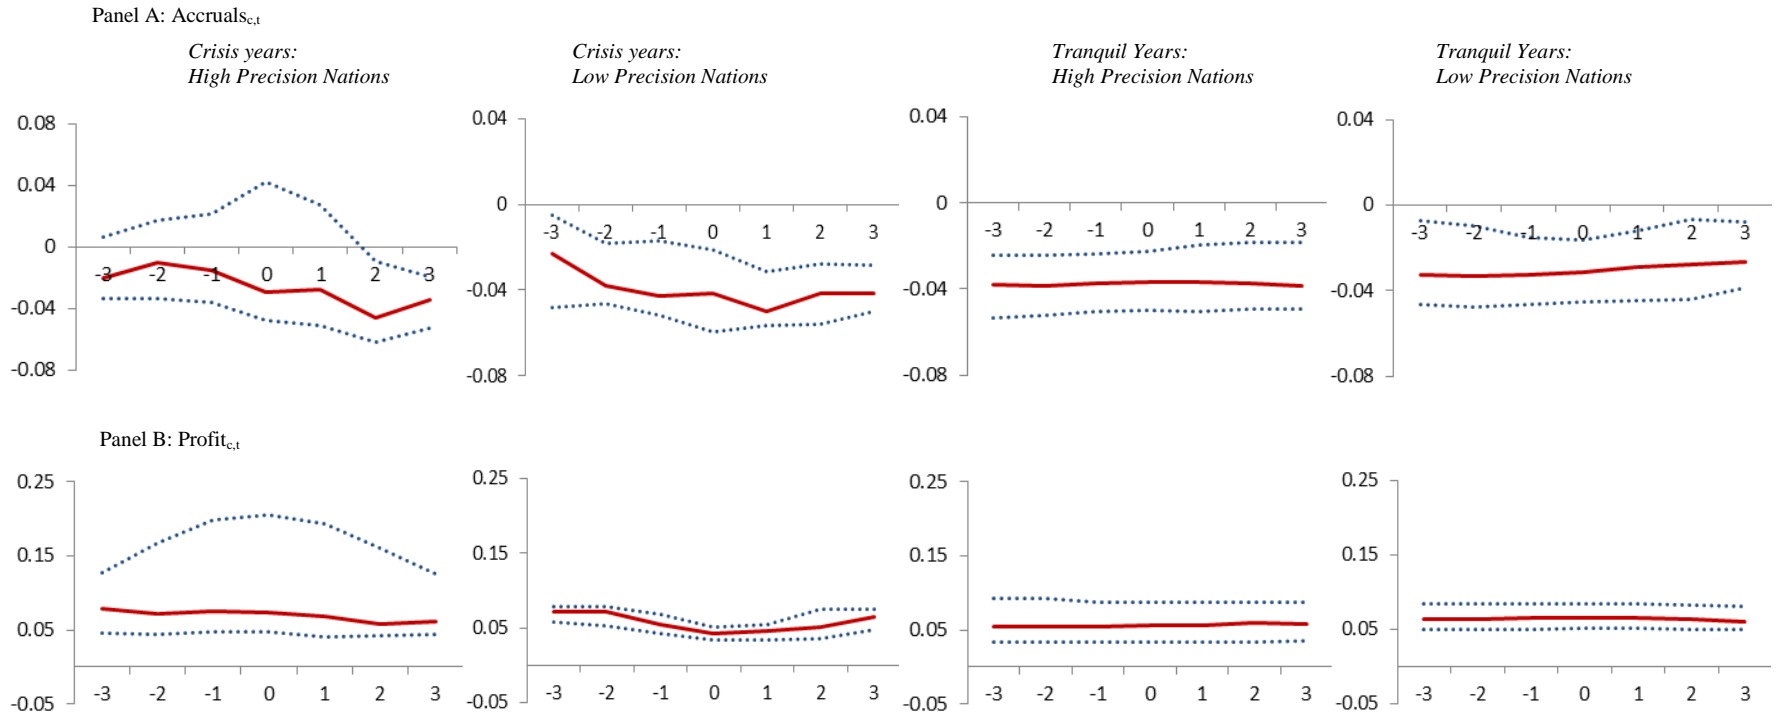 Panel A: Accrualsc,t
Crisis years:
High Precision Nations
Crisis years:
Low Precision Nations
Tranquil Years:
High Precision Nations
Tranquil Years:
Low Precision Nations
0.08
0.04
0
-0.04
-0.08
-3 -2 -1 0 1 2 3
0.04
0
-0.04
-0.08
-3 -2 -1 0 1 2 3
0.04
0
-0.04
-0.08
-3 -2 -1 0 1 2 3
0.04
0
-0.04
-0.08
-3 -2 -1 0 1 2 3
Panel B: Profitc,t
0.25
0.15
0.05
-0.05
-3 -2 -1 0 1 2 3
0.25
0.15
0.05
-0.05
-3 -2 -1 0 1 2 3
0.25
0.15
0.05
-0.05
-3 -2 -1 0 1 2 3
0.25
0.15
0.05
-0.05
-3 -2 -1 0 1 2 3